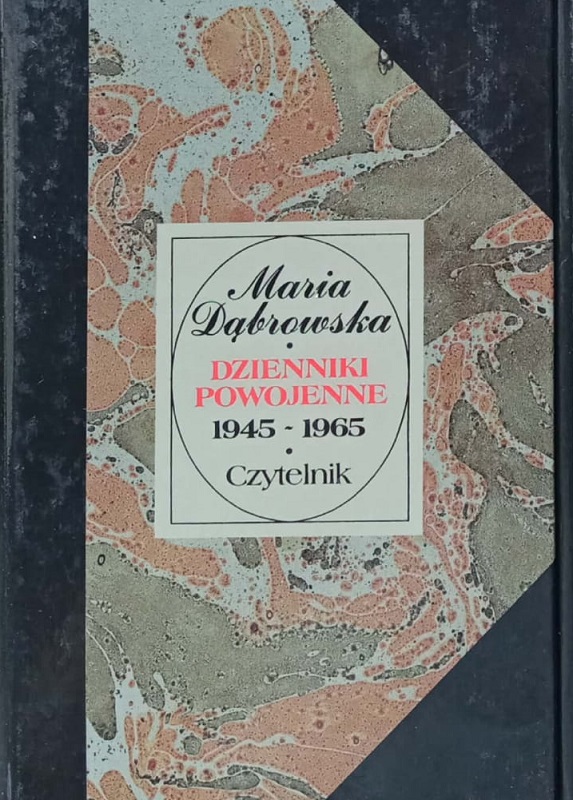 Maria
Dąbrowska
•
DZIENNIKI
POWOJENNE
1945 - 1965
•
Czytelnik